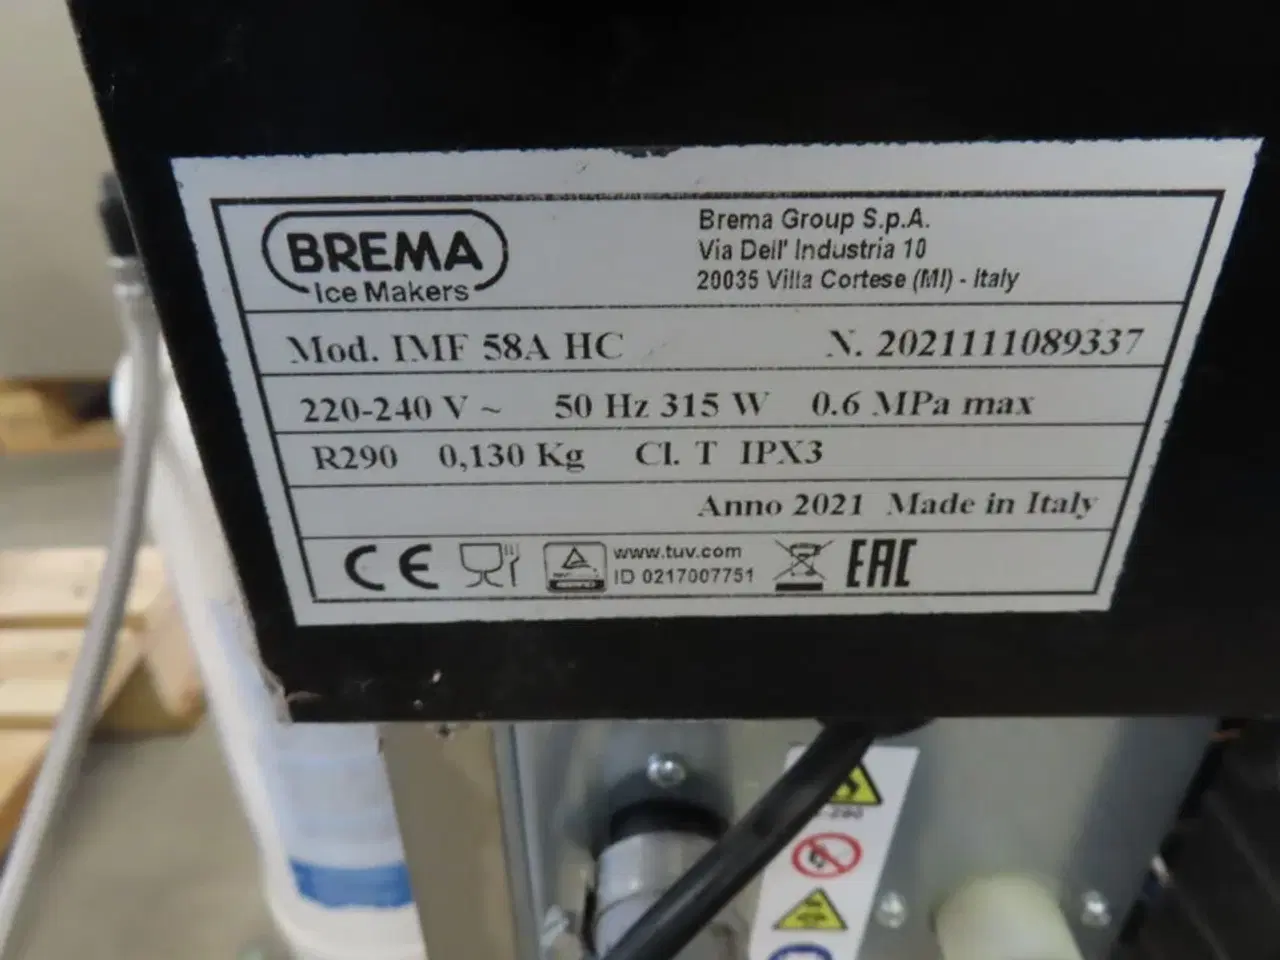 BREMA
Ice Makers
Brema Group S.p.A.
Via Dell' Industria 10
20035 Villa Cortese (MI) - Italy
Mod. IMF 58A HC N. 2021111089337
220-240 V ~ 50 Hz 315 W 0.6 MPa max
R290 0,130 Kg Cl. T IPX3
Anno 2021 Made in Italy
CE www.tuv.com EAC
ID 0217007751